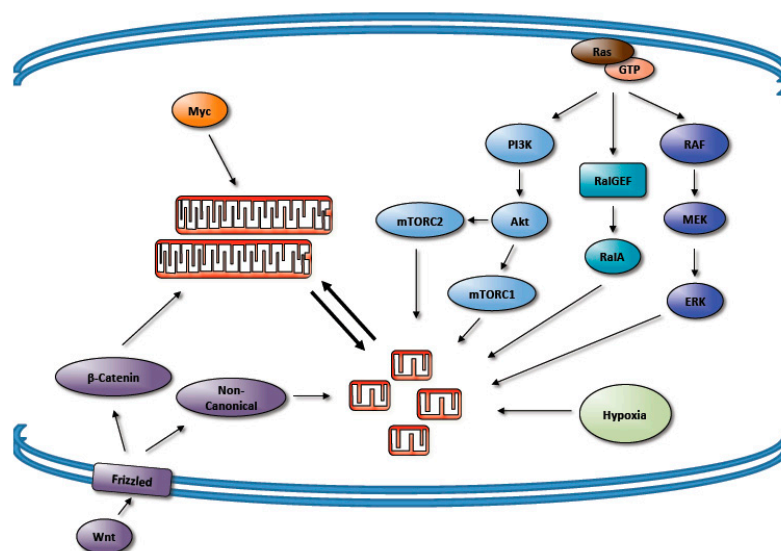 Ras
GTP
Myc
PI3K
RAF
RalGEF
mTORC2
Akt
MEK
RalA
mTORC1
ERK
β-Catenin
Non-
Canonical
Hypoxia
Frizzled
Wnt